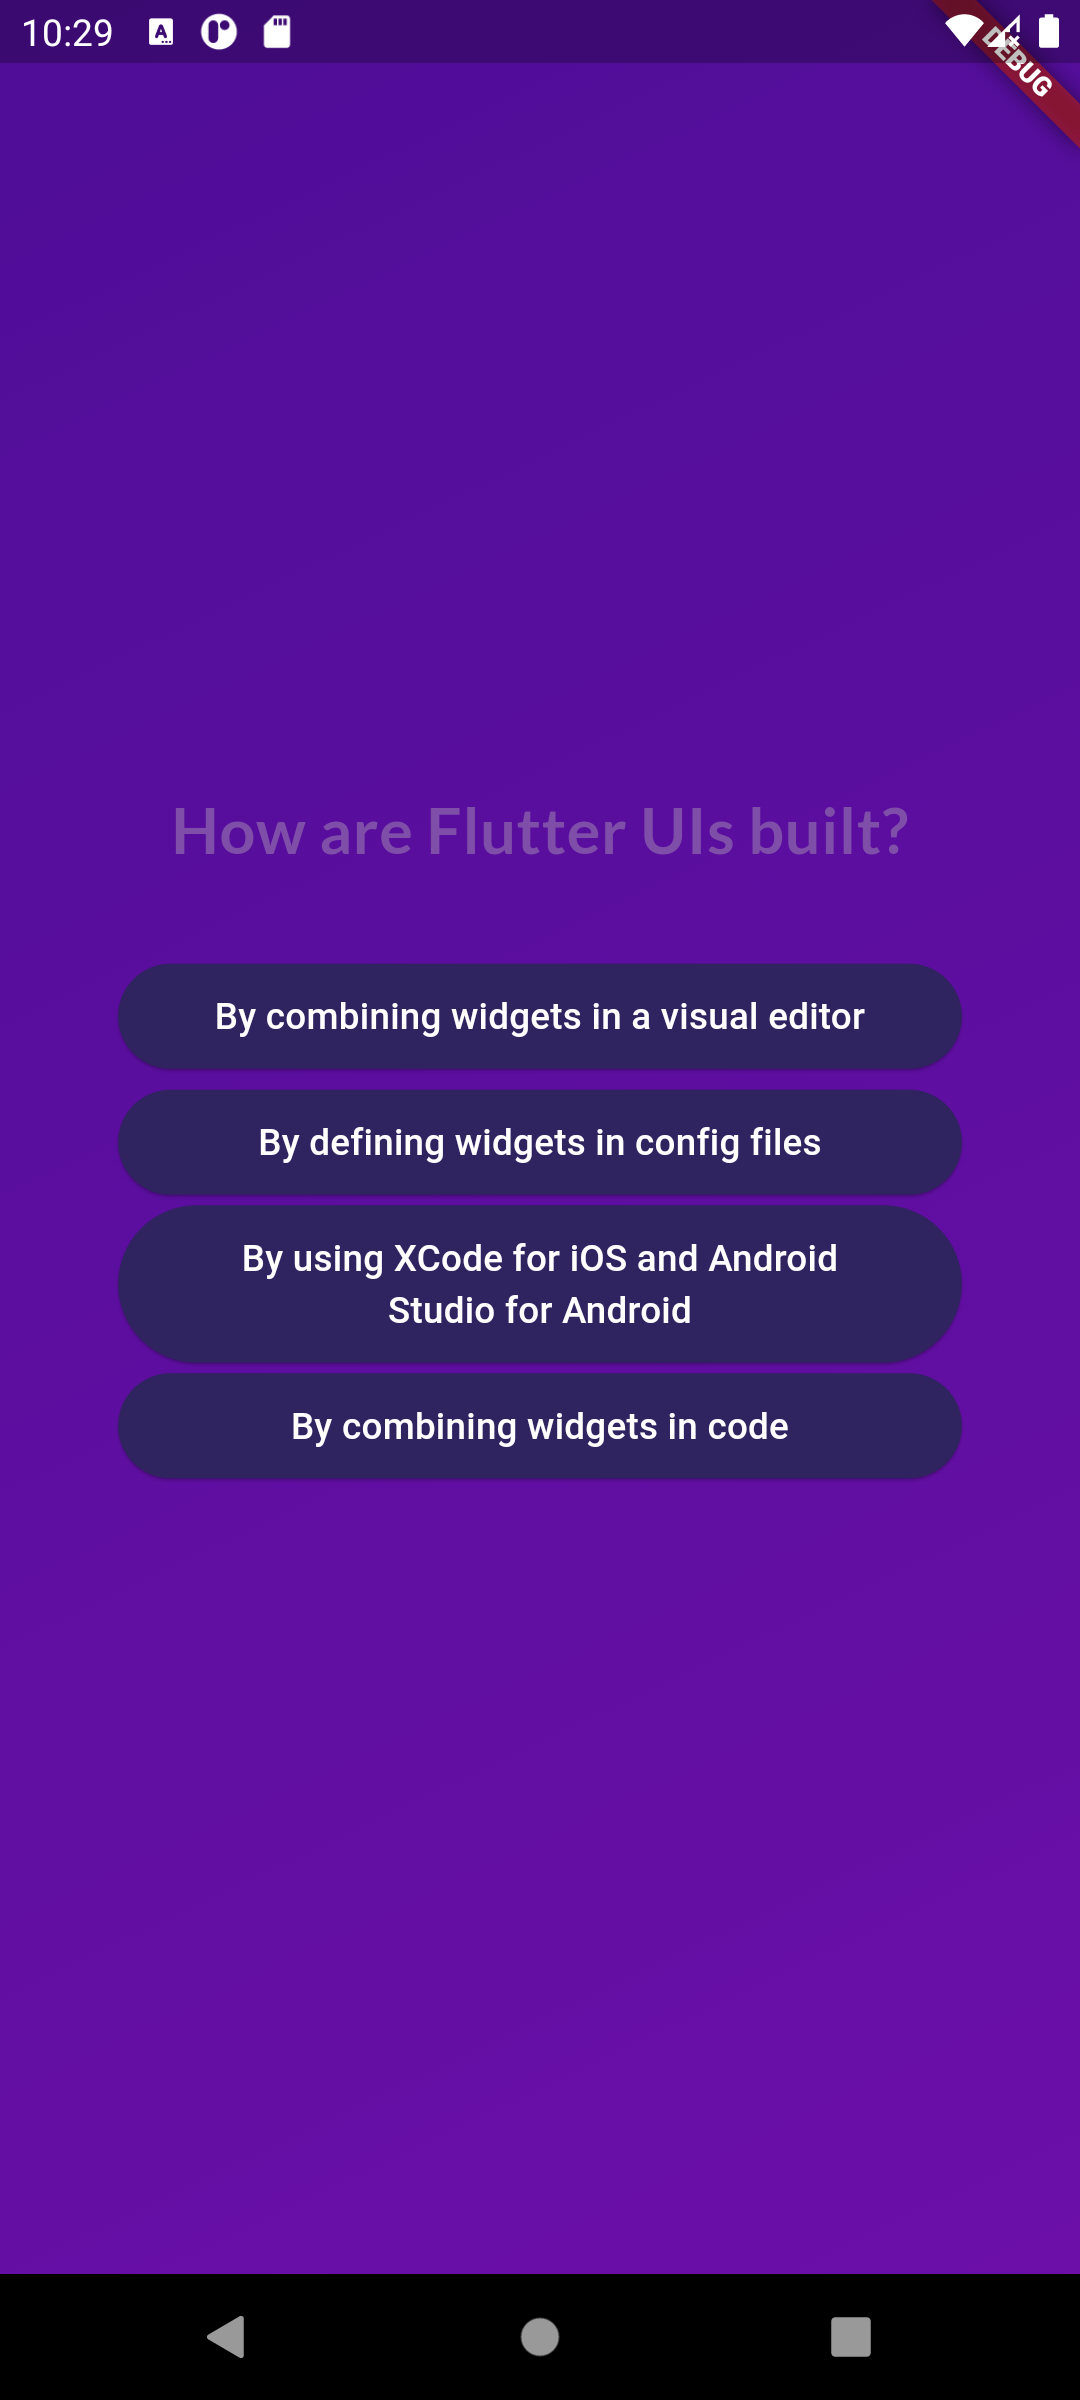 10:29
DEBUG
How are Flutter UIs built?
By combining widgets in a visual editor
By defining widgets in config files
By using XCode for iOS and Android
Studio for Android
By combining widgets in code